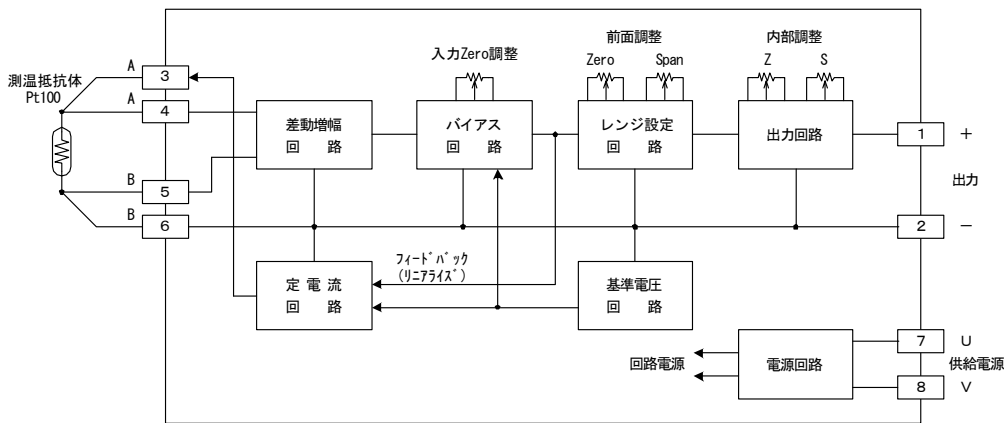 前面調整
内部調整
入力Zero調整
Zero
Span
Z
S
測温抵抗体
Pt100
A
3
A
4
差動増幅
回 路
バイアス
回 路
レンジ設定
回 路
出力回路
1
+
B
5
出力
B
6
2
−
フィードバック
(リニアライズ)
定 電 流
回 路
基準電圧
回 路
回路電源
電源回路
7
U
供給電源
8
V